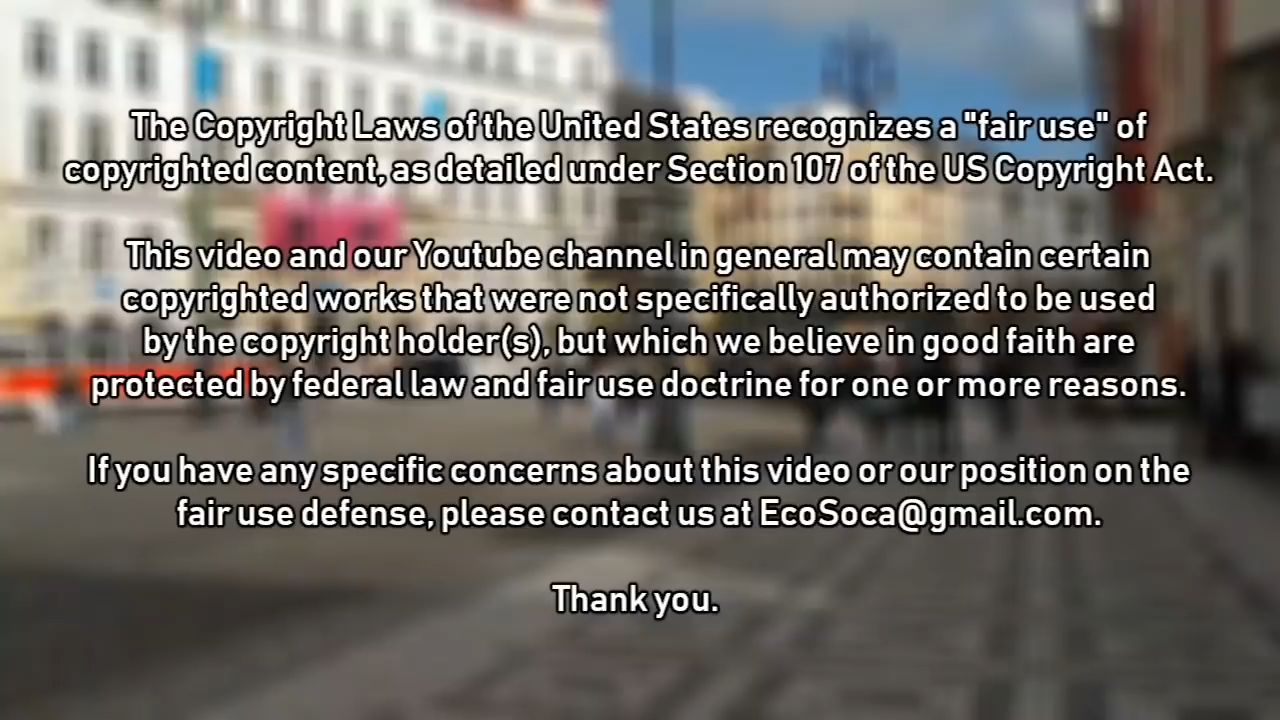 The Copyright Laws of the United States recognizes a "fair use" of
copyrighted content, as detailed under Section 107 of the US Copyright Act.
This video and our Youtube channel in general may contain certain
copyrighted works that were not specifically authorized to be used
by the copyright holder(s), but which we believe in good faith are
protected by federal law and fair use doctrine for one or more reasons.
If you have any specific concerns about this video or our position on the
fair use defense, please contact us at EcoSoca@gmail.com.
Thank you.